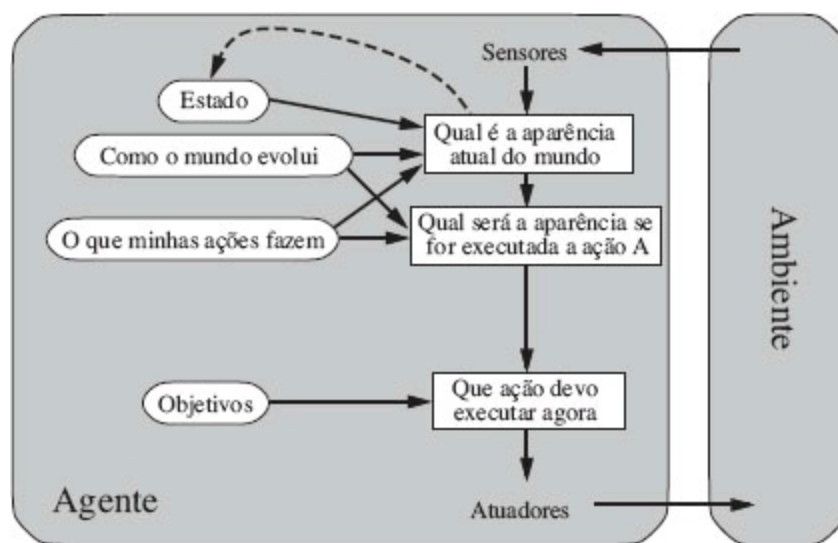 Sensores
Estado
Qual é a aparência
atual do mundo
Como o mundo evolui
Qual será a aparência se
for executada a ação A
O que minhas ações fazem
Ambiente
Que ação devo
executar agora
Objetivos
Agente
Atuadores